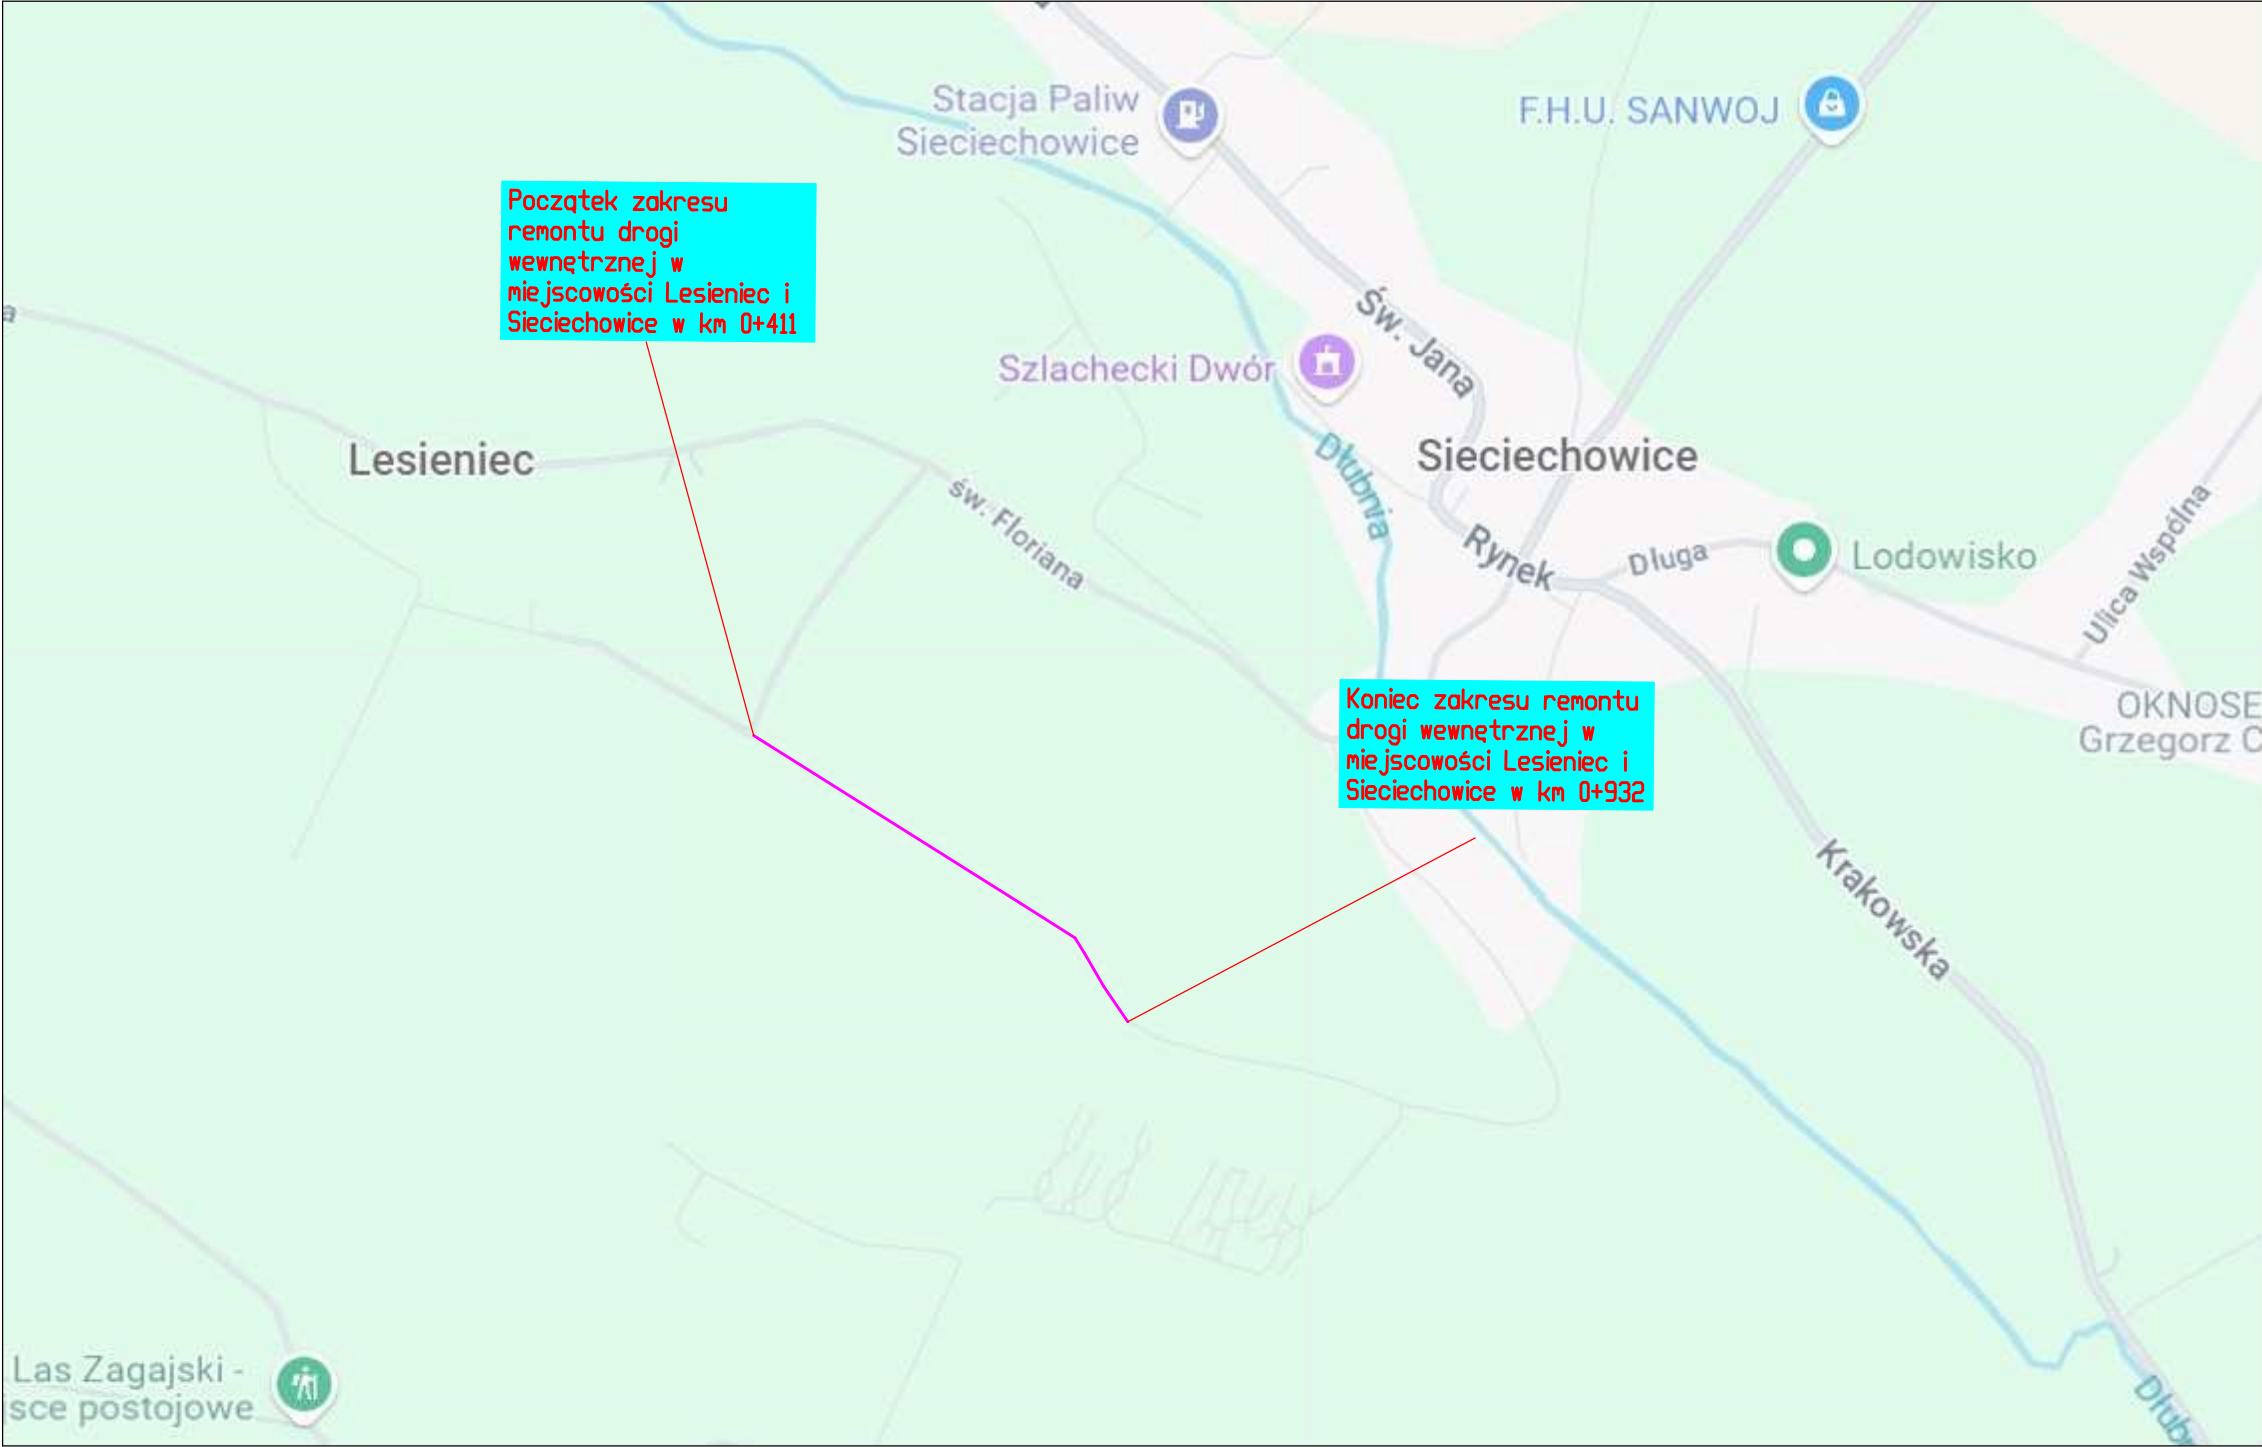 Stacja Paliw
Sieciechowice
F.H.U. SANWOJ
Początek zakresu
remontu drogi
wewnętrznej w
miejscowości Lesieniec i
Sieciechowice w km 0+411
Św. Jana
Szlachecki Dwór
Lesieniec
Dłubnia
Sieciechowice
św. Floriana
Rynek
Długa
Lodowisko
Ulica Wspólna
Koniec zakresu remontu
drogi wewnętrznej w
miejscowości Lesieniec i
Sieciechowice w km 0+932
OKNOSE
Grzegorz C
Krakowska
Las Zagajski -
jsce postojowe
Dłub